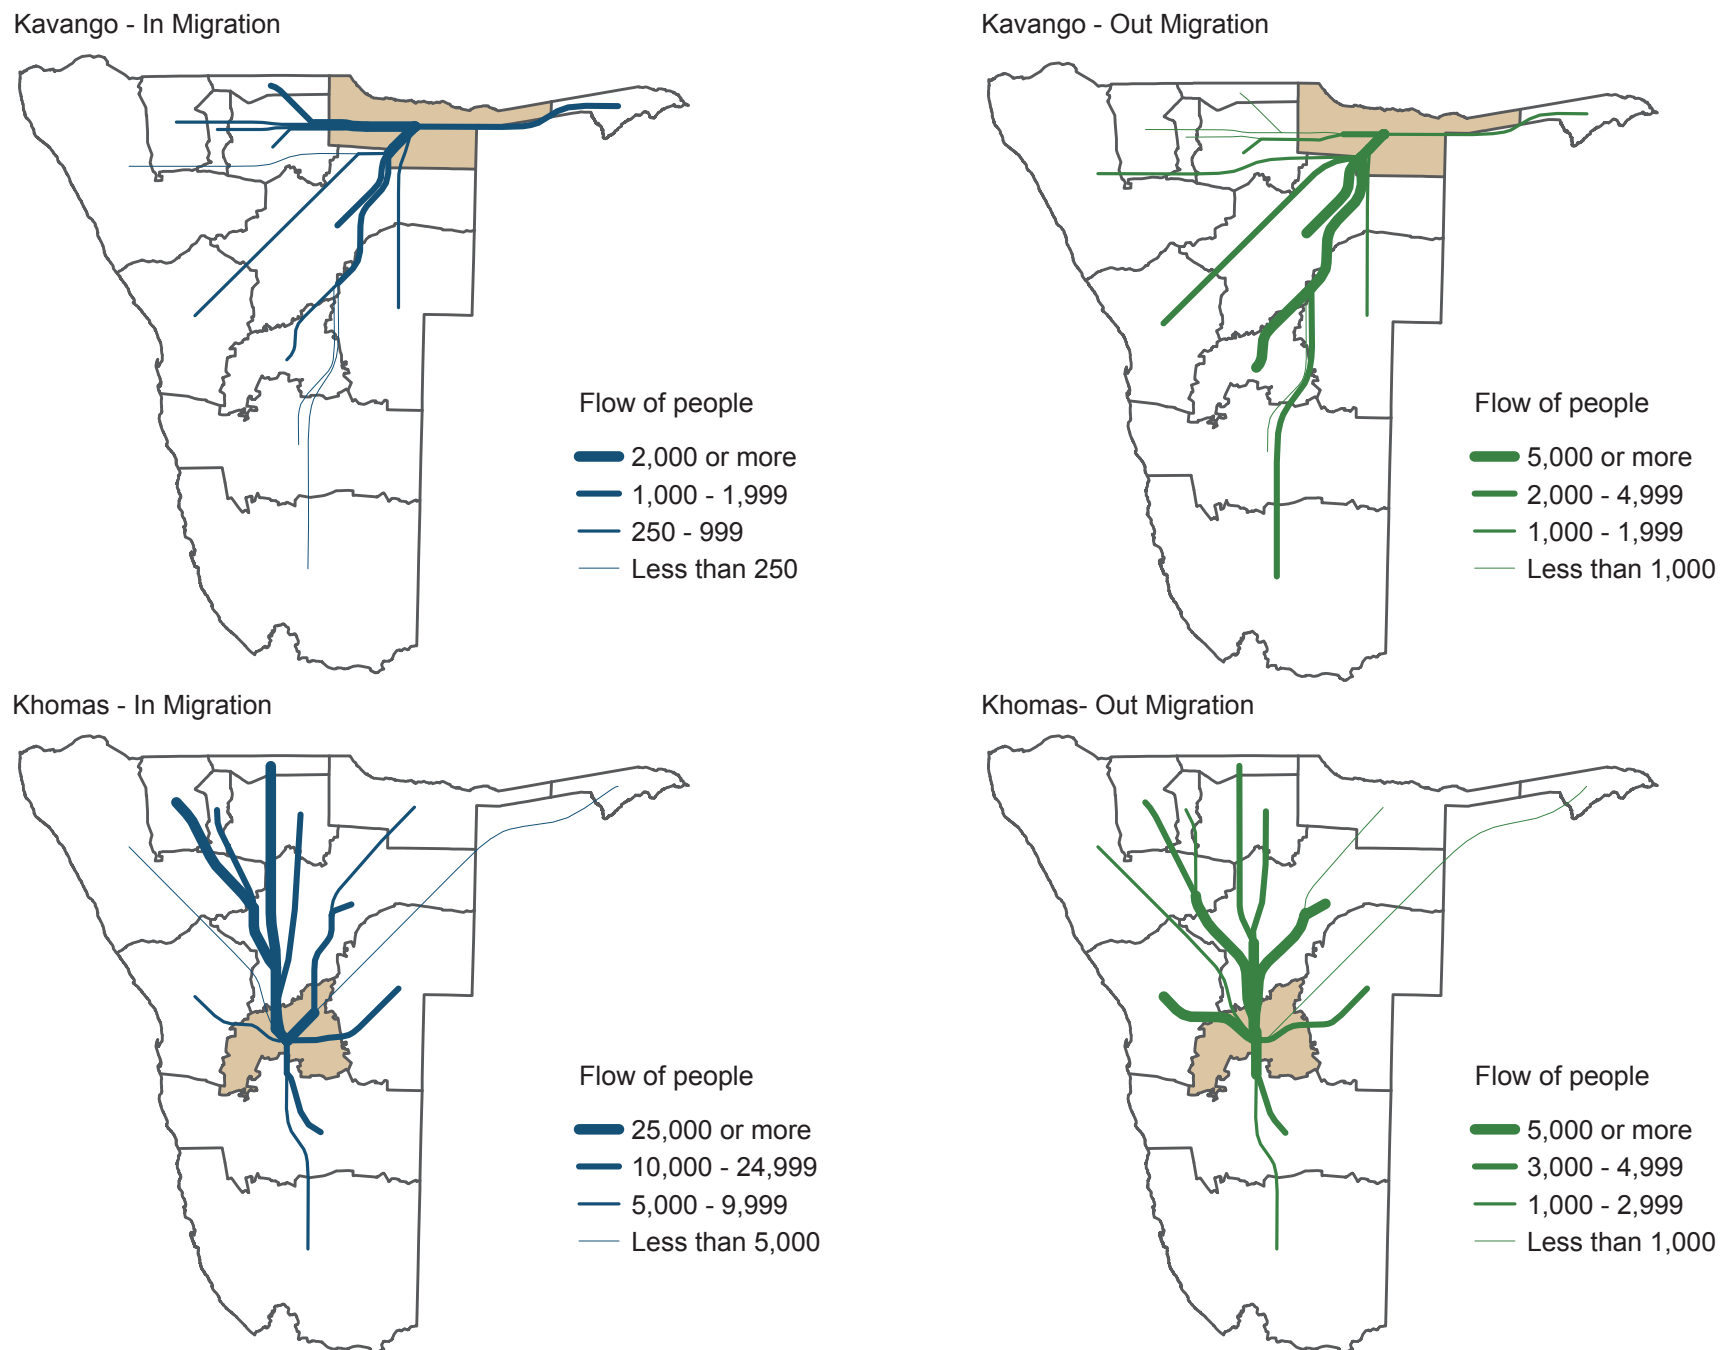 Kavango - In Migration
Flow of people
2,000 or more
1,000 - 1,999
250 - 999
Less than 250
Kavango - Out Migration
Flow of people
5,000 or more
2,000 - 4,999
1,000 - 1,999
Less than 1,000
Khomas - In Migration
Flow of people
25,000 or more
10,000 - 24,999
5,000 - 9,999
Less than 5,000
Khomas- Out Migration
Flow of people
5,000 or more
3,000 - 4,999
1,000 - 2,999
Less than 1,000